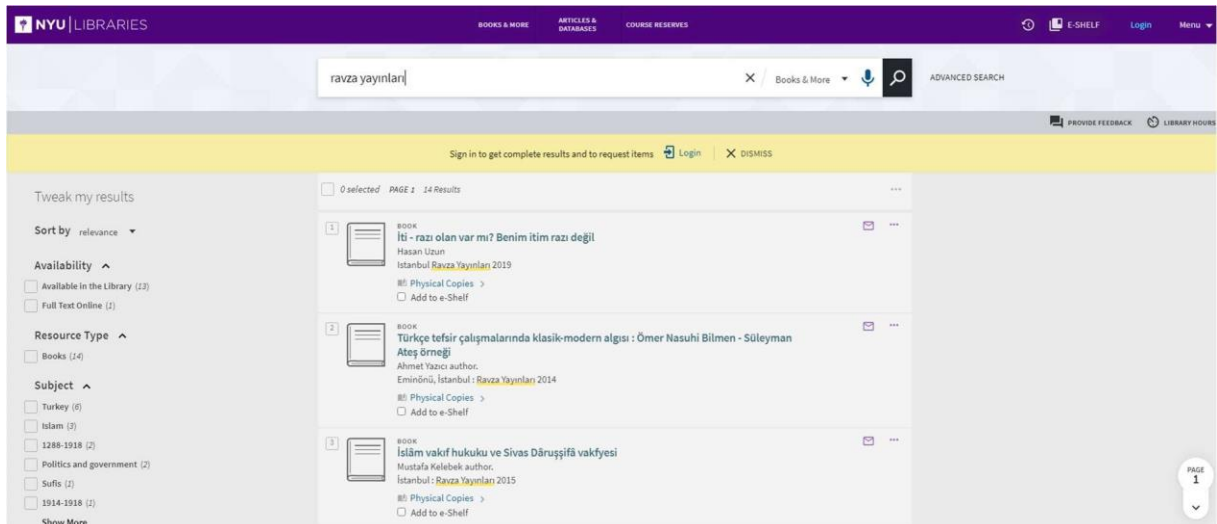 NYU LIBRARIES
BOOKS & MORE
ARTICLES & DATABASES
COURSE RESERVES
E-SHELF
Login
Menu
ravza yayınları
Books & More
ADVANCED SEARCH
PROVIDE FEEDBACK
LIBRARY HOURS
Sign in to get complete results and to request items Login DISMISS
Tweak my results
Sort by relevance
Availability
Available in the Library (13)
Full Text Online (1)
Resource Type
Books (14)
Subject
Turkey (6)
Islam (3)
1288-1918 (2)
Politics and government (2)
Sufis (1)
1914-1918 (1)
Show More
0 selected PAGE 1 14 Results
1
BOOK
İti - razı olan var mı? Benim itim razı değil
Hasan Uzun
Istanbul Ravza Yayınları 2019
Physical Copies
Add to e-Shelf
2
BOOK
Türkçe tefsir çalışmalarında klasik-modern algısı : Ömer Nasuhi Bilmen - Süleyman
Ateş örneği
Ahmet Yazıcı author.
Eminönü, İstanbul : Ravza Yayınları 2014
Physical Copies
Add to e-Shelf
3
BOOK
İslâm vakıf hukuku ve Sivas Dâruşşifâ vakfyesi
Mustafa Kelebek author.
İstanbul : Ravza Yayınları 2015
Physical Copies
Add to e-Shelf
PAGE
1